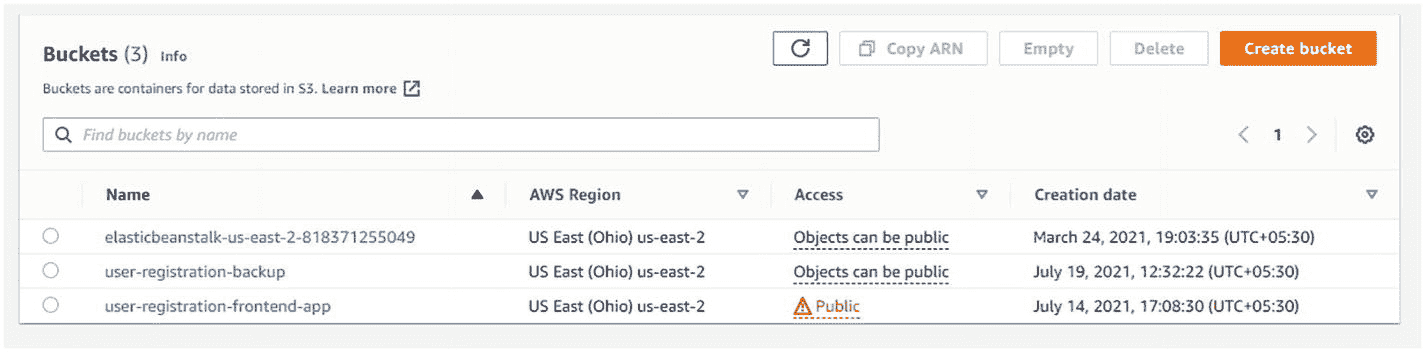 Buckets (3) Info
Copy ARN Empty Delete Create bucket
Buckets are containers for data stored in S3. Learn more
Find buckets by name
1
Name AWS Region Access Creation date
elasticbeanstalk-us-east-2-818371255049 US East (Ohio) us-east-2 Objects can be public March 24, 2021, 19:03:35 (UTC+05:30)
user-registration-backup US East (Ohio) us-east-2 Objects can be public July 19, 2021, 12:32:22 (UTC+05:30)
user-registration-frontend-app US East (Ohio) us-east-2 Public July 14, 2021, 17:08:30 (UTC+05:30)